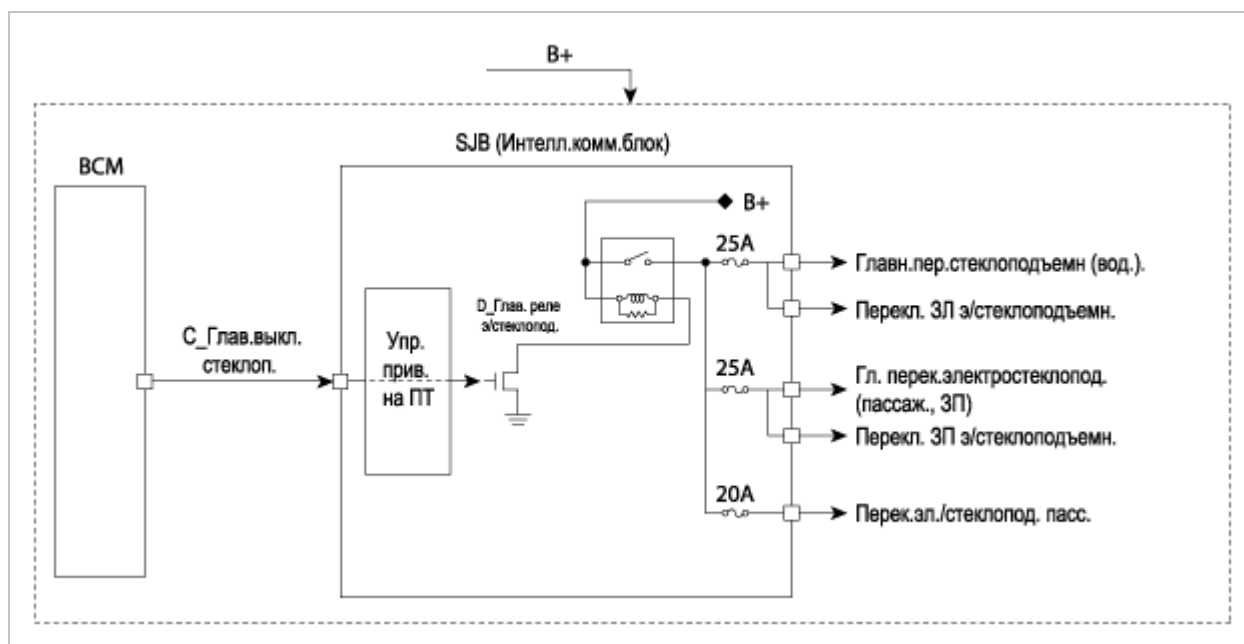 B+
SJB (Интелл.комм.блок)
BCM
B+
25A
Главн.пер.стеклоподъемн (вод.).
D_Глав. реле
э/стеклопод.
Перекл. ЗЛ э/стеклоподъемн.
C_Глав.выкл.
стеклоп.
Упр.
прив.
на ПТ
25A
Гл. перек.электростеклопод.
(пассаж., ЗП)
Перекл. ЗП э/стеклоподъемн.
20A
Перек.эл./стеклопод. пасс.